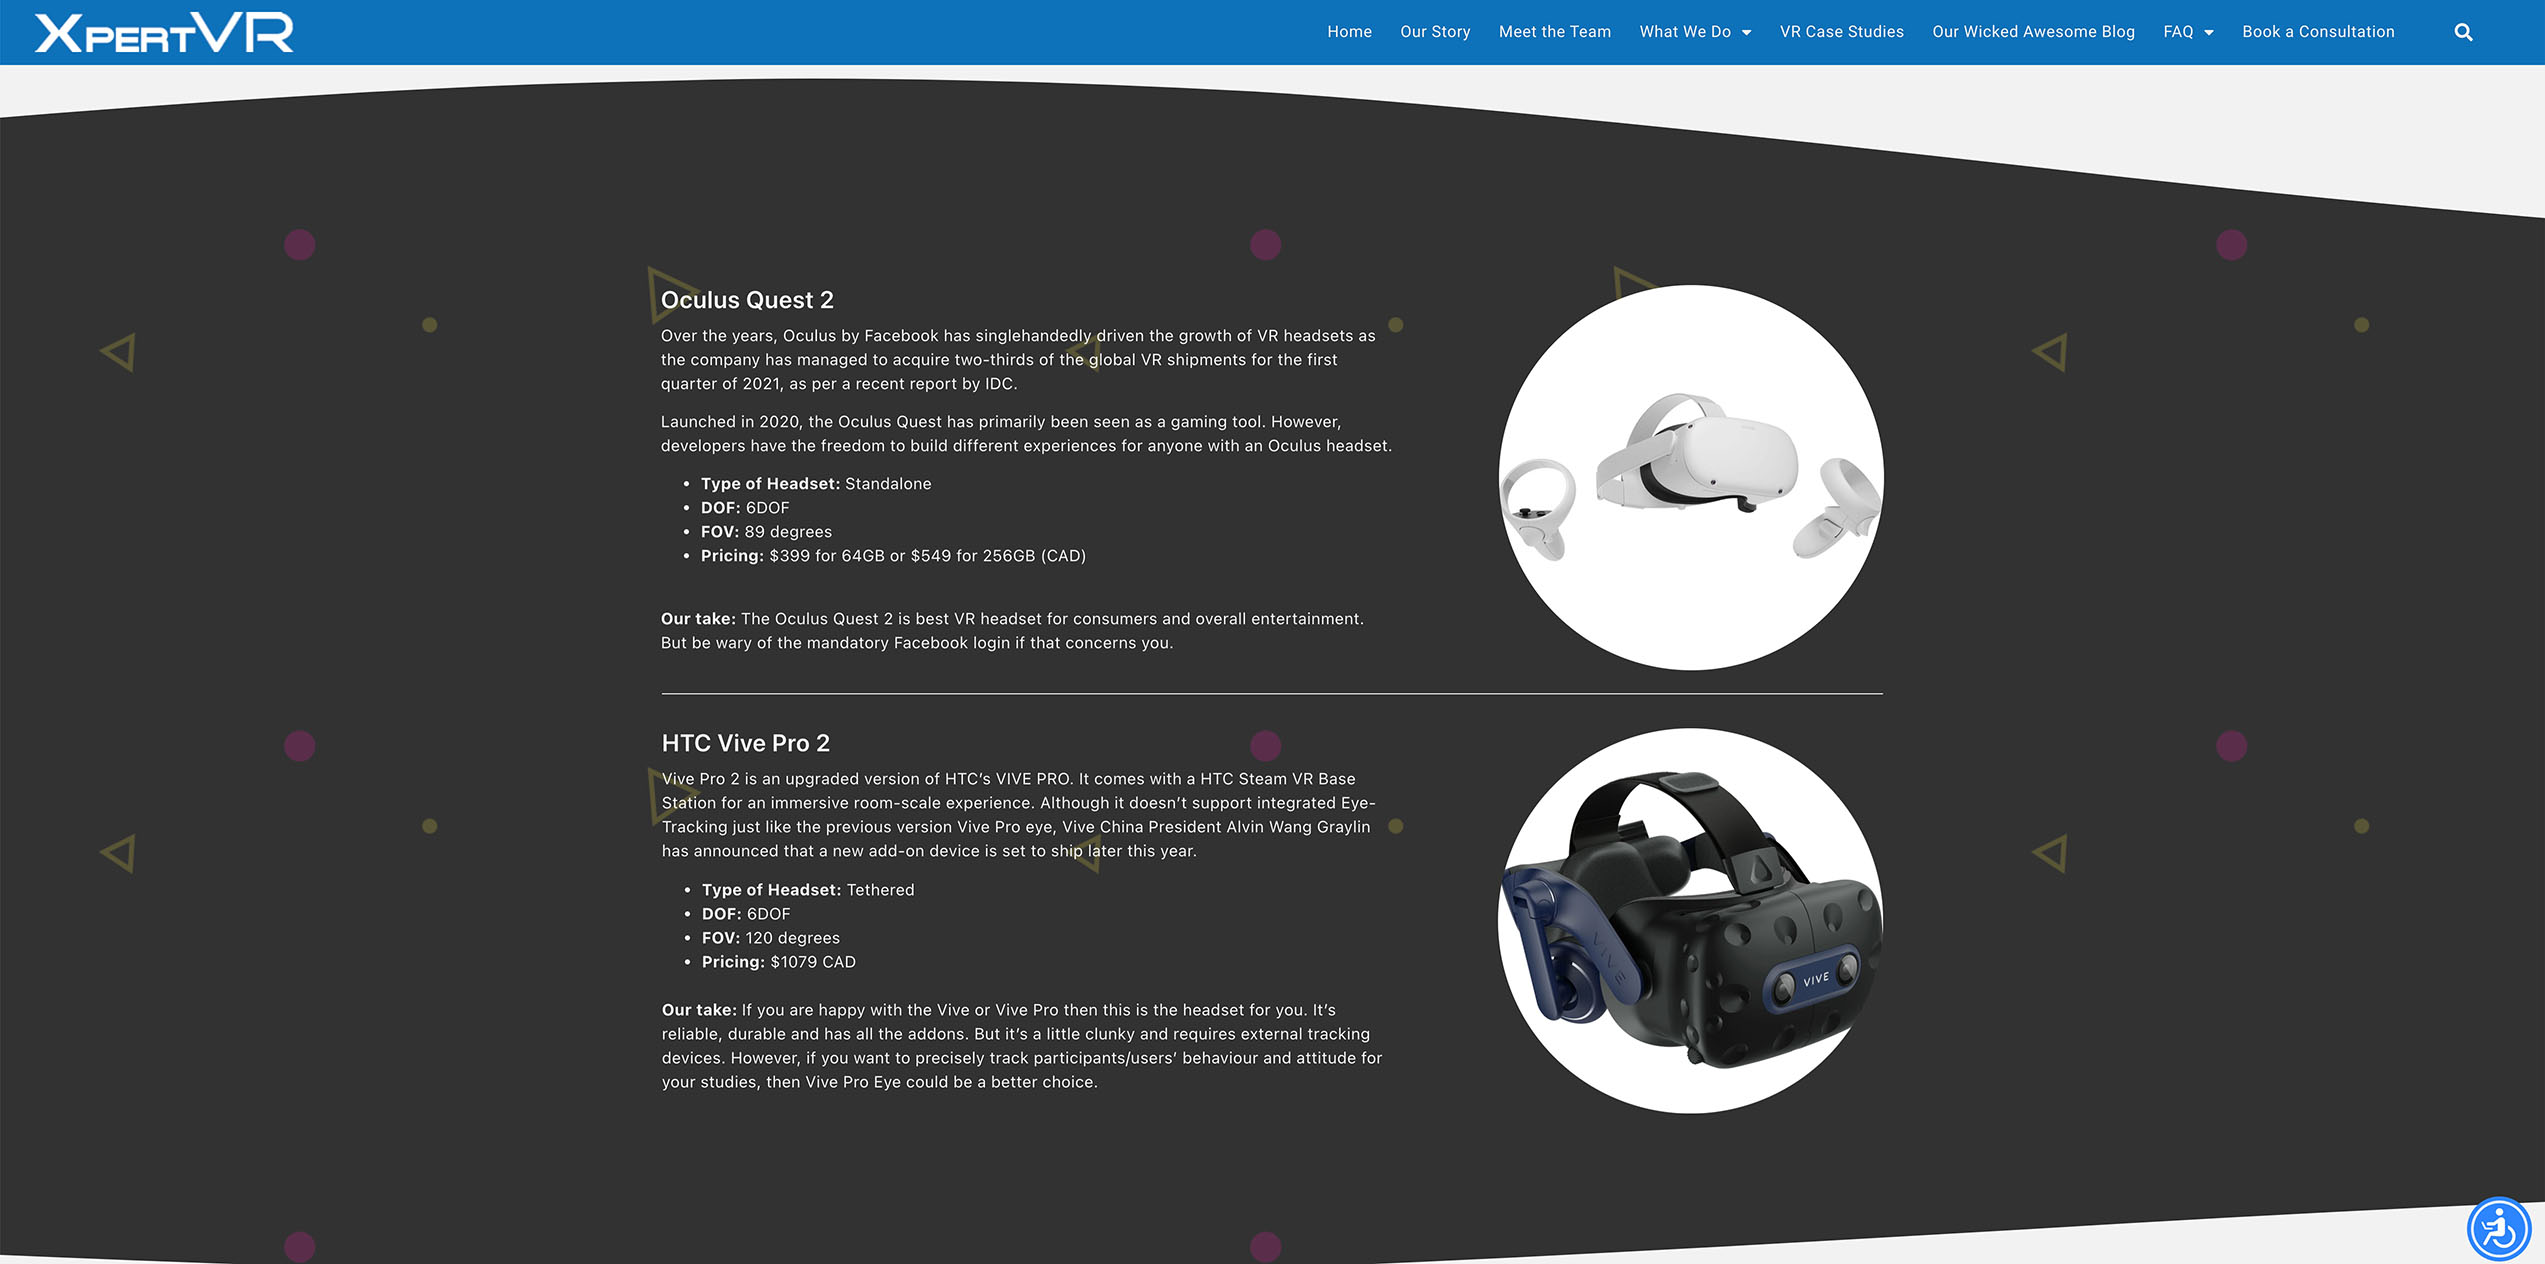 XPERTVR
Home Our Story Meet the Team What We Do VR Case Studies Our Wicked Awesome Blog FAQ Book a Consultation
Oculus Quest 2
Over the years, Oculus by Facebook has singlehandedly driven the growth of VR headsets as
the company has managed to acquire two-thirds of the global VR shipments for the first
quarter of 2021, as per a recent report by IDC.
Launched in 2020, the Oculus Quest has primarily been seen as a gaming tool. However,
developers have the freedom to build different experiences for anyone with an Oculus headset.
• Type of Headset: Standalone
• DOF: 6DOF
• FOV: 89 degrees
• Pricing: $399 for 64GB or $549 for 256GB (CAD)
Our take: The Oculus Quest 2 is best VR headset for consumers and overall entertainment.
But be wary of the mandatory Facebook login if that concerns you.
HTC Vive Pro 2
Vive Pro 2 is an upgraded version of HTC’s VIVE PRO. It comes with a HTC Steam VR Base
Station for an immersive room-scale experience. Although it doesn’t support integrated Eye-
Tracking just like the previous version Vive Pro eye, Vive China President Alvin Wang Graylin
has announced that a new add-on device is set to ship later this year.
• Type of Headset: Tethered
• DOF: 6DOF
• FOV: 120 degrees
• Pricing: $1079 CAD
Our take: If you are happy with the Vive or Vive Pro then this is the headset for you. It’s
reliable, durable and has all the addons. But it’s a little clunky and requires external tracking
devices. However, if you want to precisely track participants/users’ behaviour and attitude for
your studies, then Vive Pro Eye could be a better choice.
VIVE
VIVE